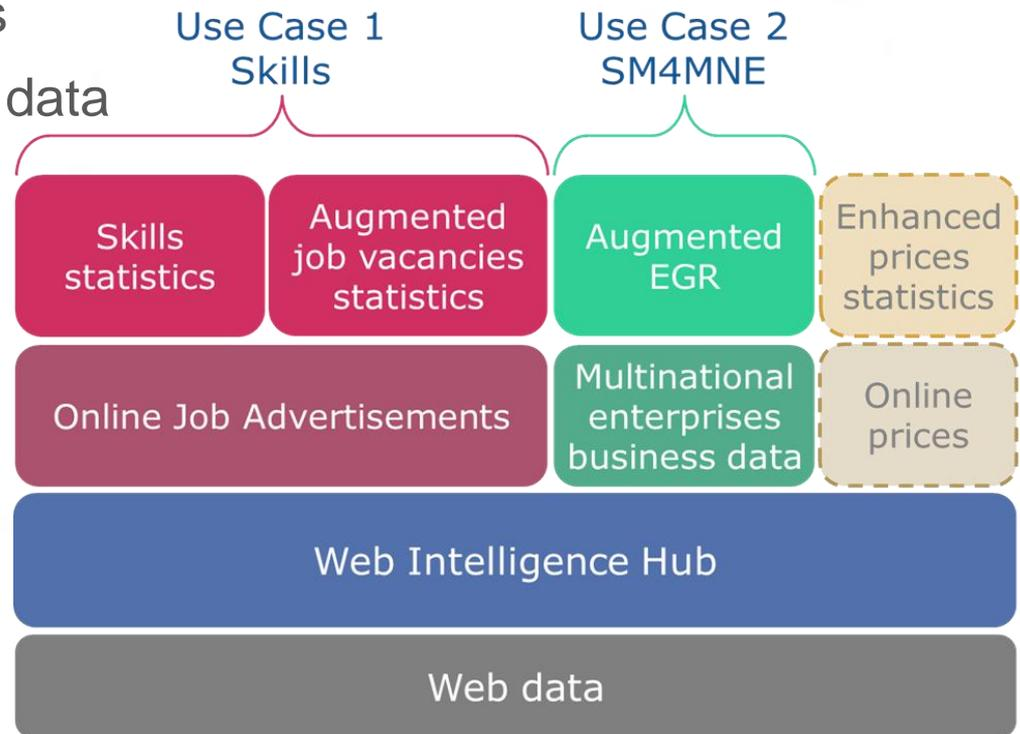 s
data
Use Case 1
Skills
Use Case 2
SM4MNE
Skills
statistics
Augmented
job vacancies
statistics
Augmented
EGR
Enhanced
prices
statistics
Online Job Advertisements
Multinational
enterprises
business data
Online
prices
Web Intelligence Hub
Web data